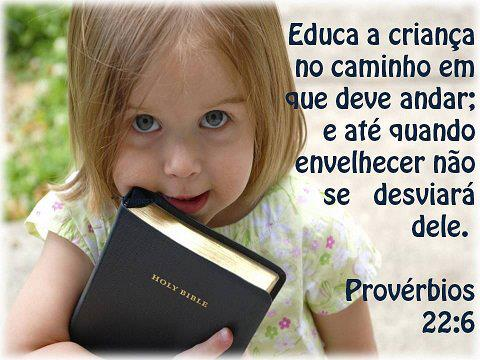 Educa a criança
no caminho em
que deve andar;
e até quando
envelhecer não
se desviará
dele.
Provérbios
22:6
HOLY BIBLE